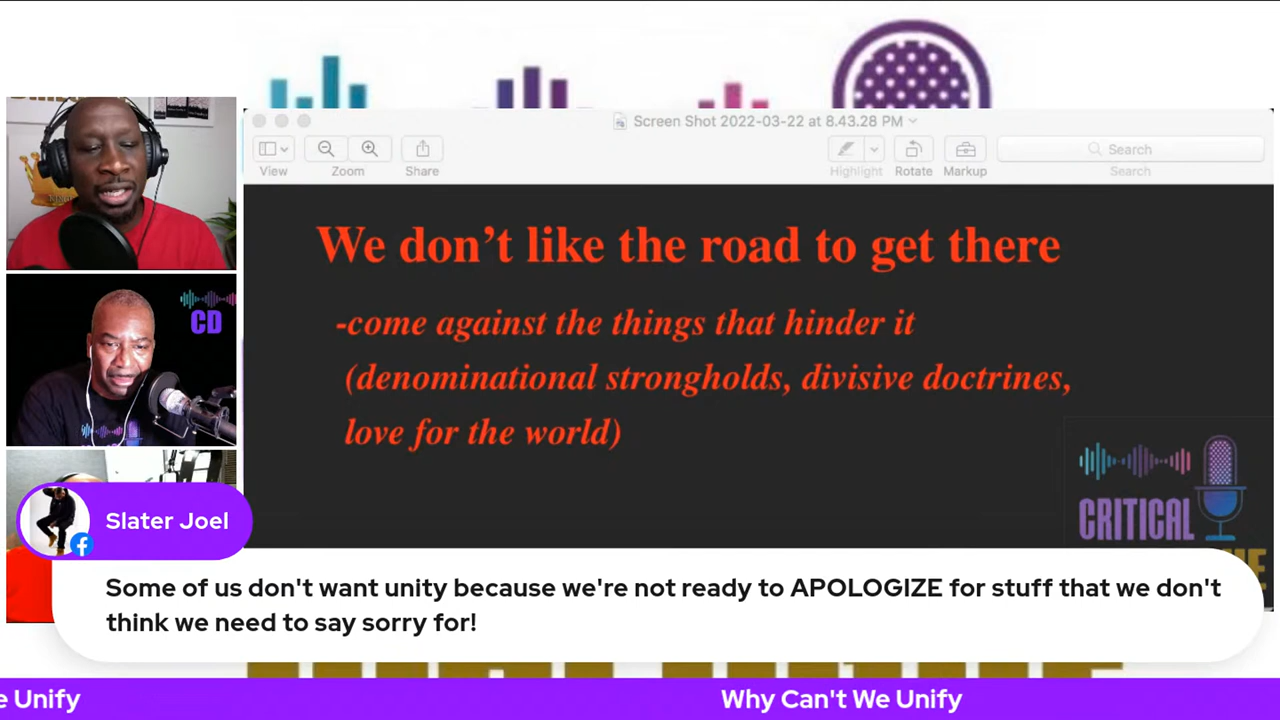 Screen Shot 2022-03-22 at 8.43.28 PM
View
Zoom
Share
Highlight
Rotate
Markup
Search
Search
We don't like the road to get there
-come against the things that hinder it
(denominational strongholds, divisive doctrines,
love for the world)
CD
CRITICAL
Slater Joel
Some of us don't want unity because we're not ready to APOLOGIZE for stuff that we don't
think we need to say sorry for!
e Unify
Why Can't We Unify